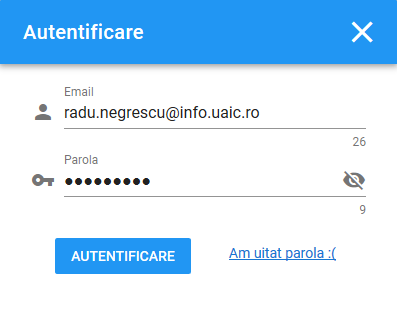 Autentificare
Email
radu.negrescu@info.uaic.ro
26
Parola
●●●●●●●●●
9
AUTENTIFICARE
Am uitat parola :(